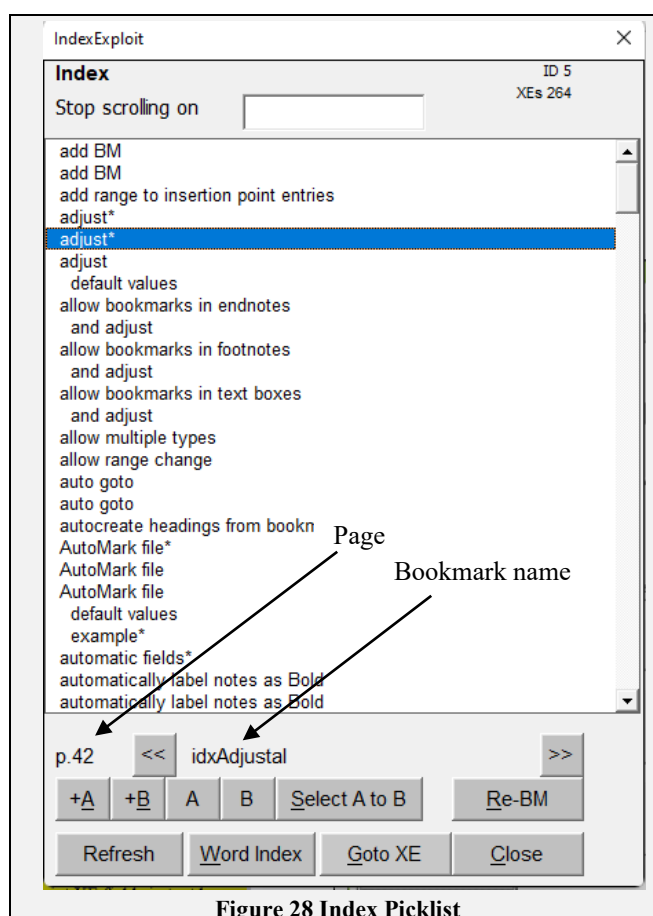 IndexExploit
Index
ID 5
Stop scrolling on
XEs 264
add BM
add BM
add range to insertion point entries
adjust*
adjust*
adjust
default values
allow bookmarks in endnotes
and adjust
allow bookmarks in footnotes
and adjust
allow bookmarks in text boxes
and adjust
allow multiple types
allow range change
auto goto
auto goto
autocreate headings from bookm
Page
AutoMark file*
AutoMark file
Bookmark name
AutoMark file
default values
example*
automatic fields*
automatically label notes as Bold
automatically label notes as Bold
p.42 << idxAdjustal >>
+A +B A B Select A to B Re-BM
Refresh Word Index Goto XE Close
Figure 28 Index Picklist